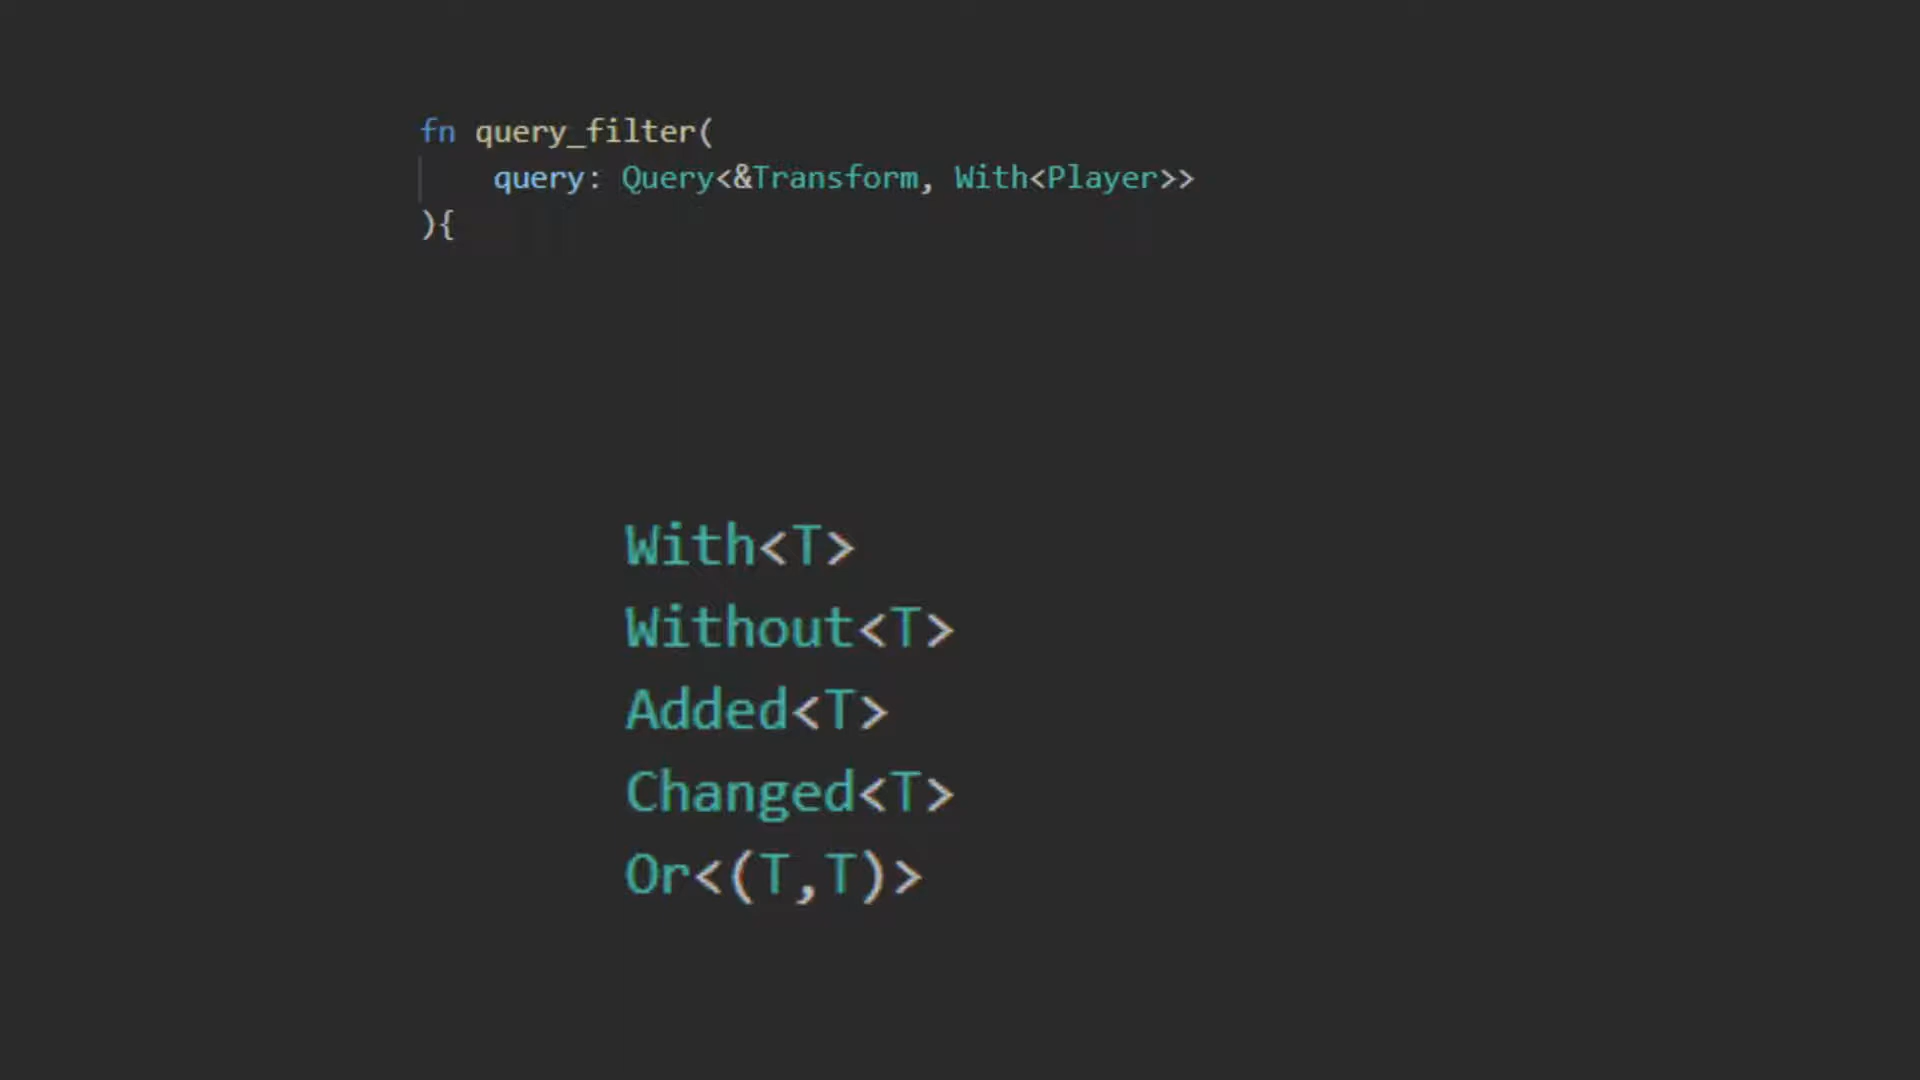 fn query_filter(
    query: Query<&Transform, With<Player>>
){
With<T>
Without<T>
Added<T>
Changed<T>
Or<(T,T)>